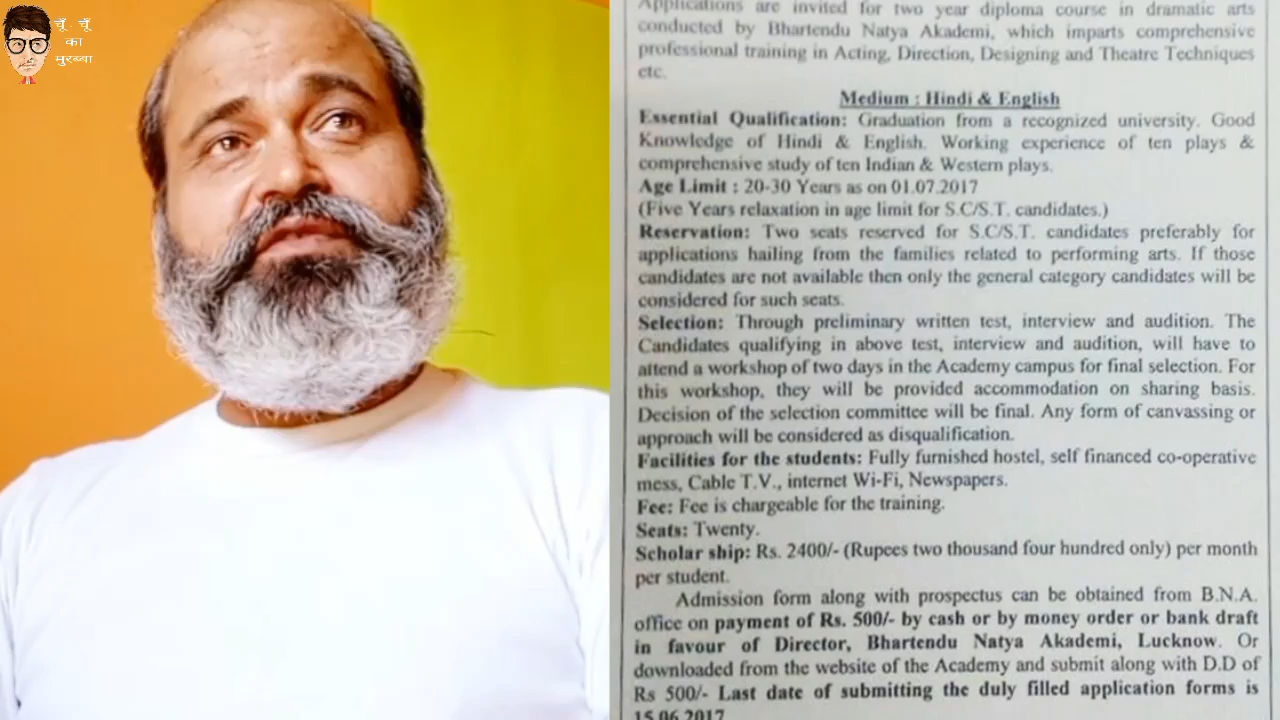 चूँ - चूँ
का
मुरब्बा
Applications are invited for two year diploma course in dramatic arts
conducted by Bhartendu Natya Akademi, which imparts comprehensive
professional training in Acting, Direction, Designing and Theatre Techniques
etc.
Medium : Hindi & English
Essential Qualification: Graduation from a recognized university. Good
Knowledge of Hindi & English. Working experience of ten plays &
comprehensive study of ten Indian & Western plays.
Age Limit : 20-30 Years as on 01.07.2017
(Five Years relaxation in age limit for S.C/S.T. candidates.)
Reservation: Two seats reserved for S.C/S.T. candidates preferably for
applications hailing from the families related to performing arts. If those
candidates are not available then only the general category candidates will be
considered for such seats.
Selection: Through preliminary written test, interview and audition. The
Candidates qualifying in above test, interview and audition, will have to
attend a workshop of two days in the Academy campus for final selection. For
this workshop, they will be provided accommodation on sharing basis.
Decision of the selection committee will be final. Any form of canvassing or
approach will be considered as disqualification.
Facilities for the students: Fully furnished hostel, self financed co-operative
mess, Cable T.V., internet Wi-Fi, Newspapers.
Fee: Fee is chargeable for the training.
Seats: Twenty.
Scholar ship: Rs. 2400/- (Rupees two thousand four hundred only) per month
per student.
Admission form along with prospectus can be obtained from B.N.A.
office on payment of Rs. 500/- by cash or by money order or bank draft
in favour of Director, Bhartendu Natya Akademi, Lucknow. Or
downloaded from the website of the Academy and submit along with D.D of
Rs 500/- Last date of submitting the duly filled application forms is
15.06.2017